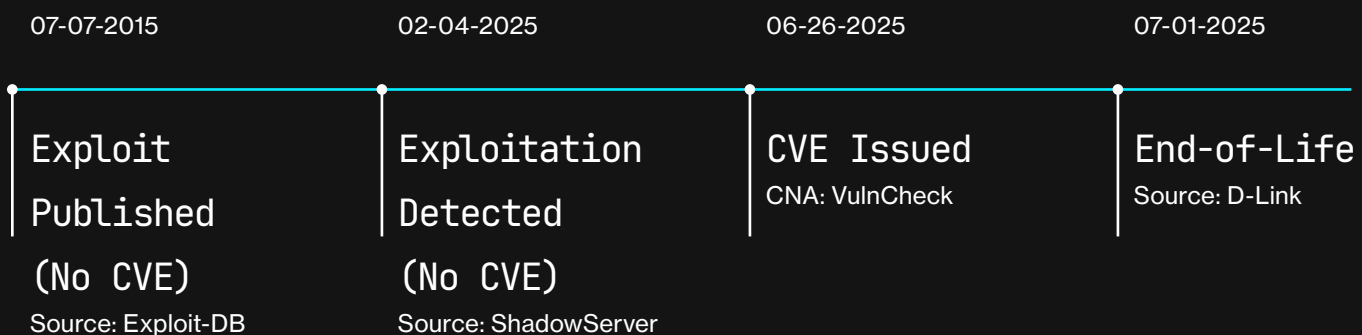 07-07-2015
02-04-2025
06-26-2025
07-01-2025
Exploit
Published
(No CVE)
Source: Exploit-DB
Exploitation
Detected
(No CVE)
Source: ShadowServer
CVE Issued
CNA: VulnCheck
End-of-Life
Source: D-Link